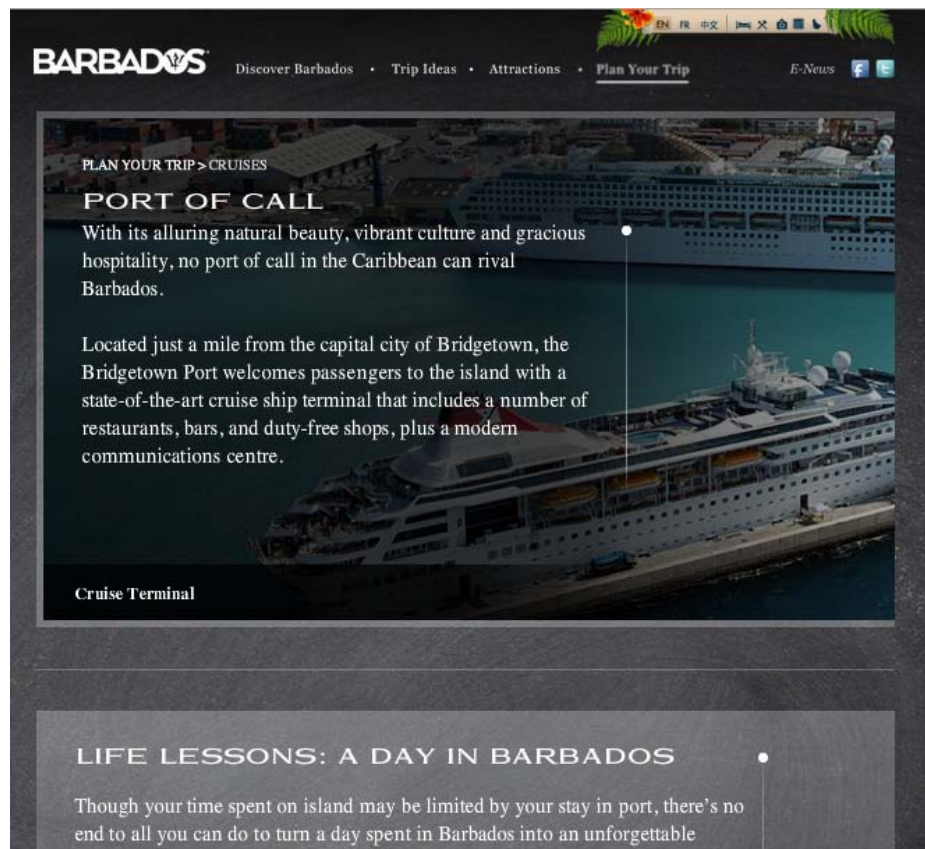 EN FR 中文
BARBADOS
Discover Barbados • Trip Ideas • Attractions • Plan Your Trip
E-News
PLAN YOUR TRIP > CRUISES
PORT OF CALL
With its alluring natural beauty, vibrant culture and gracious
hospitality, no port of call in the Caribbean can rival
Barbados.
Located just a mile from the capital city of Bridgetown, the
Bridgetown Port welcomes passengers to the island with a
state-of-the-art cruise ship terminal that includes a number of
restaurants, bars, and duty-free shops, plus a modern
communications centre.
Cruise Terminal
LIFE LESSONS: A DAY IN BARBADOS
Though your time spent on island may be limited by your stay in port, there's no
end to all you can do to turn a day spent in Barbados into an unforgettable